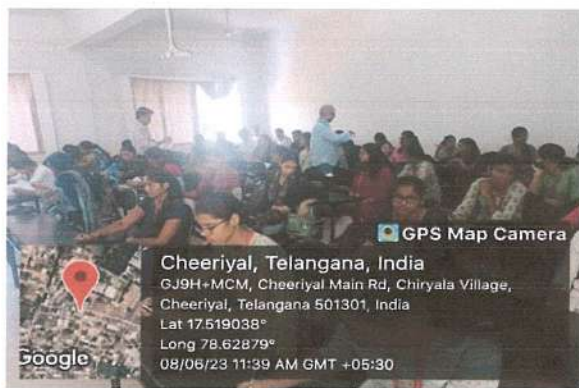 GPS Map Camera
Cheeriyal, Telangana, India
GJ9H+MCM, Cheeriyal Main Rd, Chiryala Village,
Cheeriyal, Telangana 501301, India
Lat 17.519038°
Long 78.62879°
08/06/23 11:39 AM GMT +05:30
Google